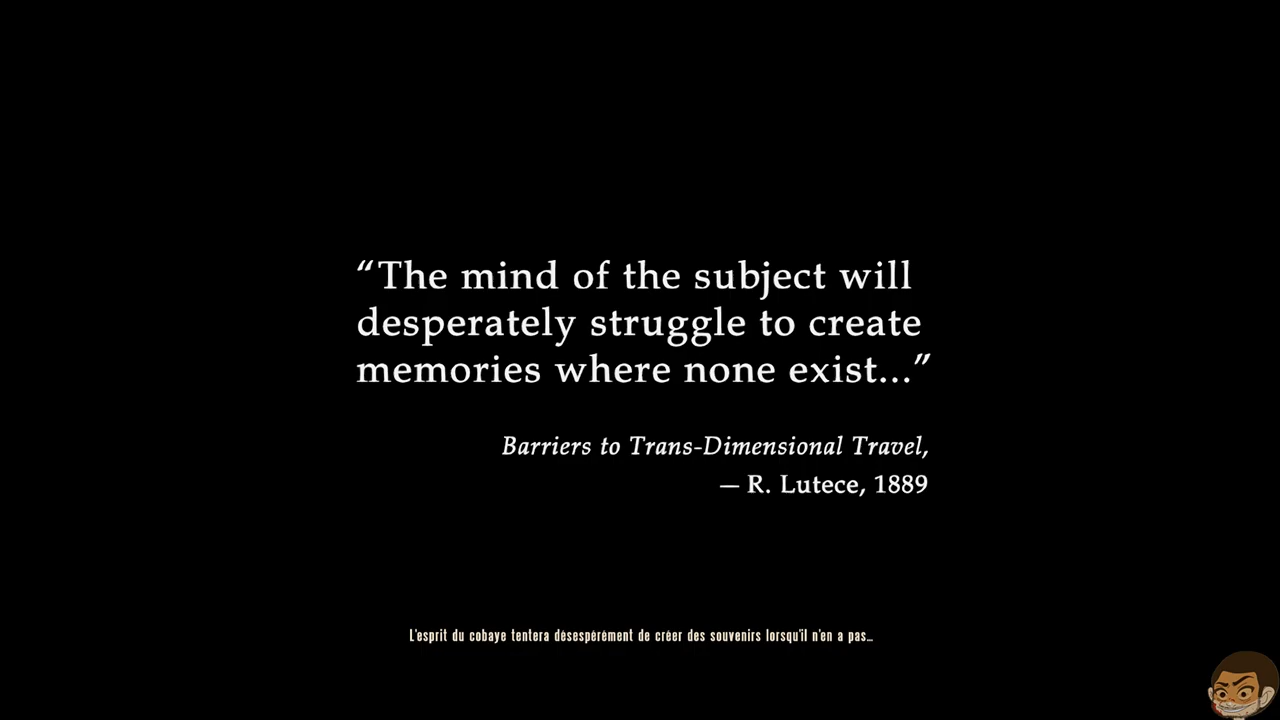 “The mind of the subject will
desperately struggle to create
memories where none exist...”
Barriers to Trans-Dimensional Travel,
— R. Lutece, 1889
L'esprit du cobaye tentera désespérément de créer des souvenirs lorsqu'il n'en a pas...